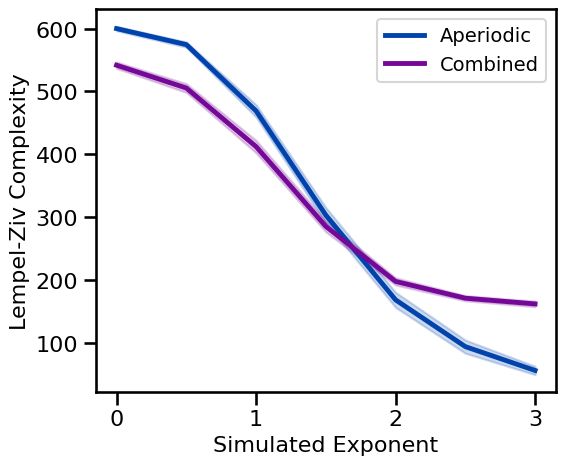 Lempel-Ziv Complexity
600
500
400
300
200
100
Aperiodic
Combined
0 1 2 3
Simulated Exponent